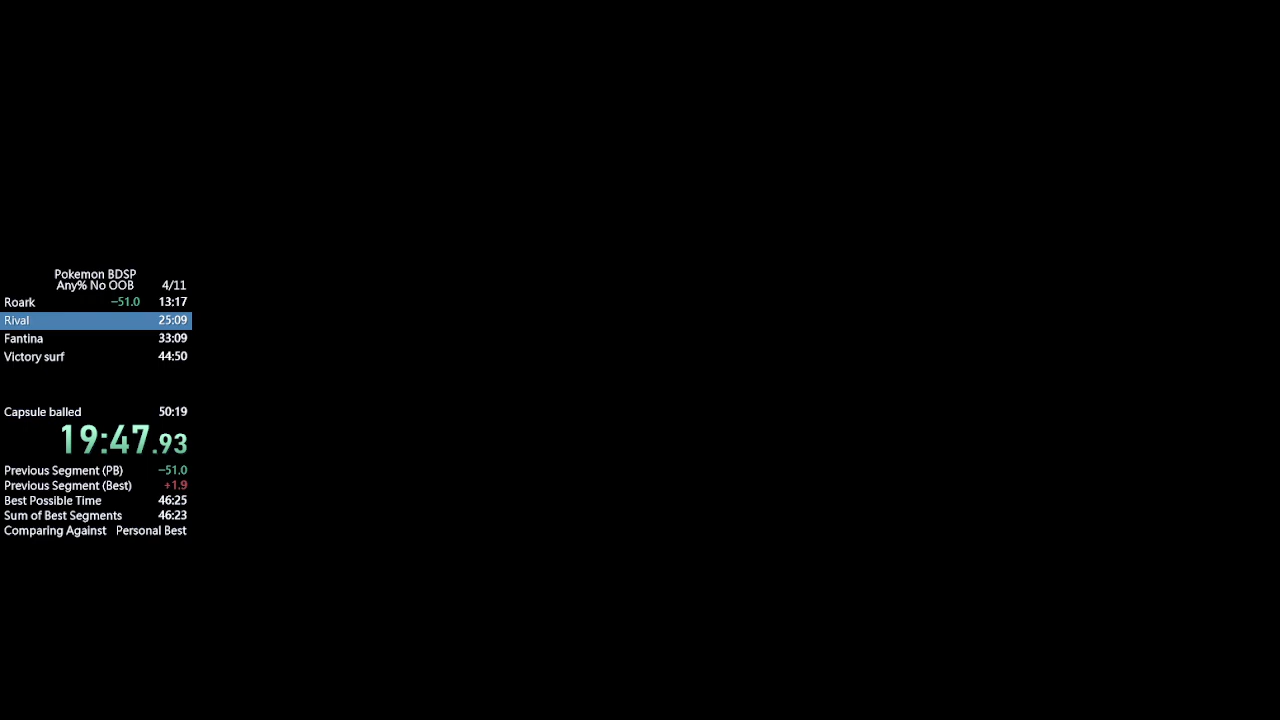 Pokemon BDSP
Any% No OOB 4/11
Roark −51.0 13:17
Rival 25:09
Fantina 33:09
Victory surf 44:50
Capsule balled 50:19
19:47.93
Previous Segment (PB) −51.0
Previous Segment (Best) +1.9
Best Possible Time 46:25
Sum of Best Segments 46:23
Comparing Against Personal Best